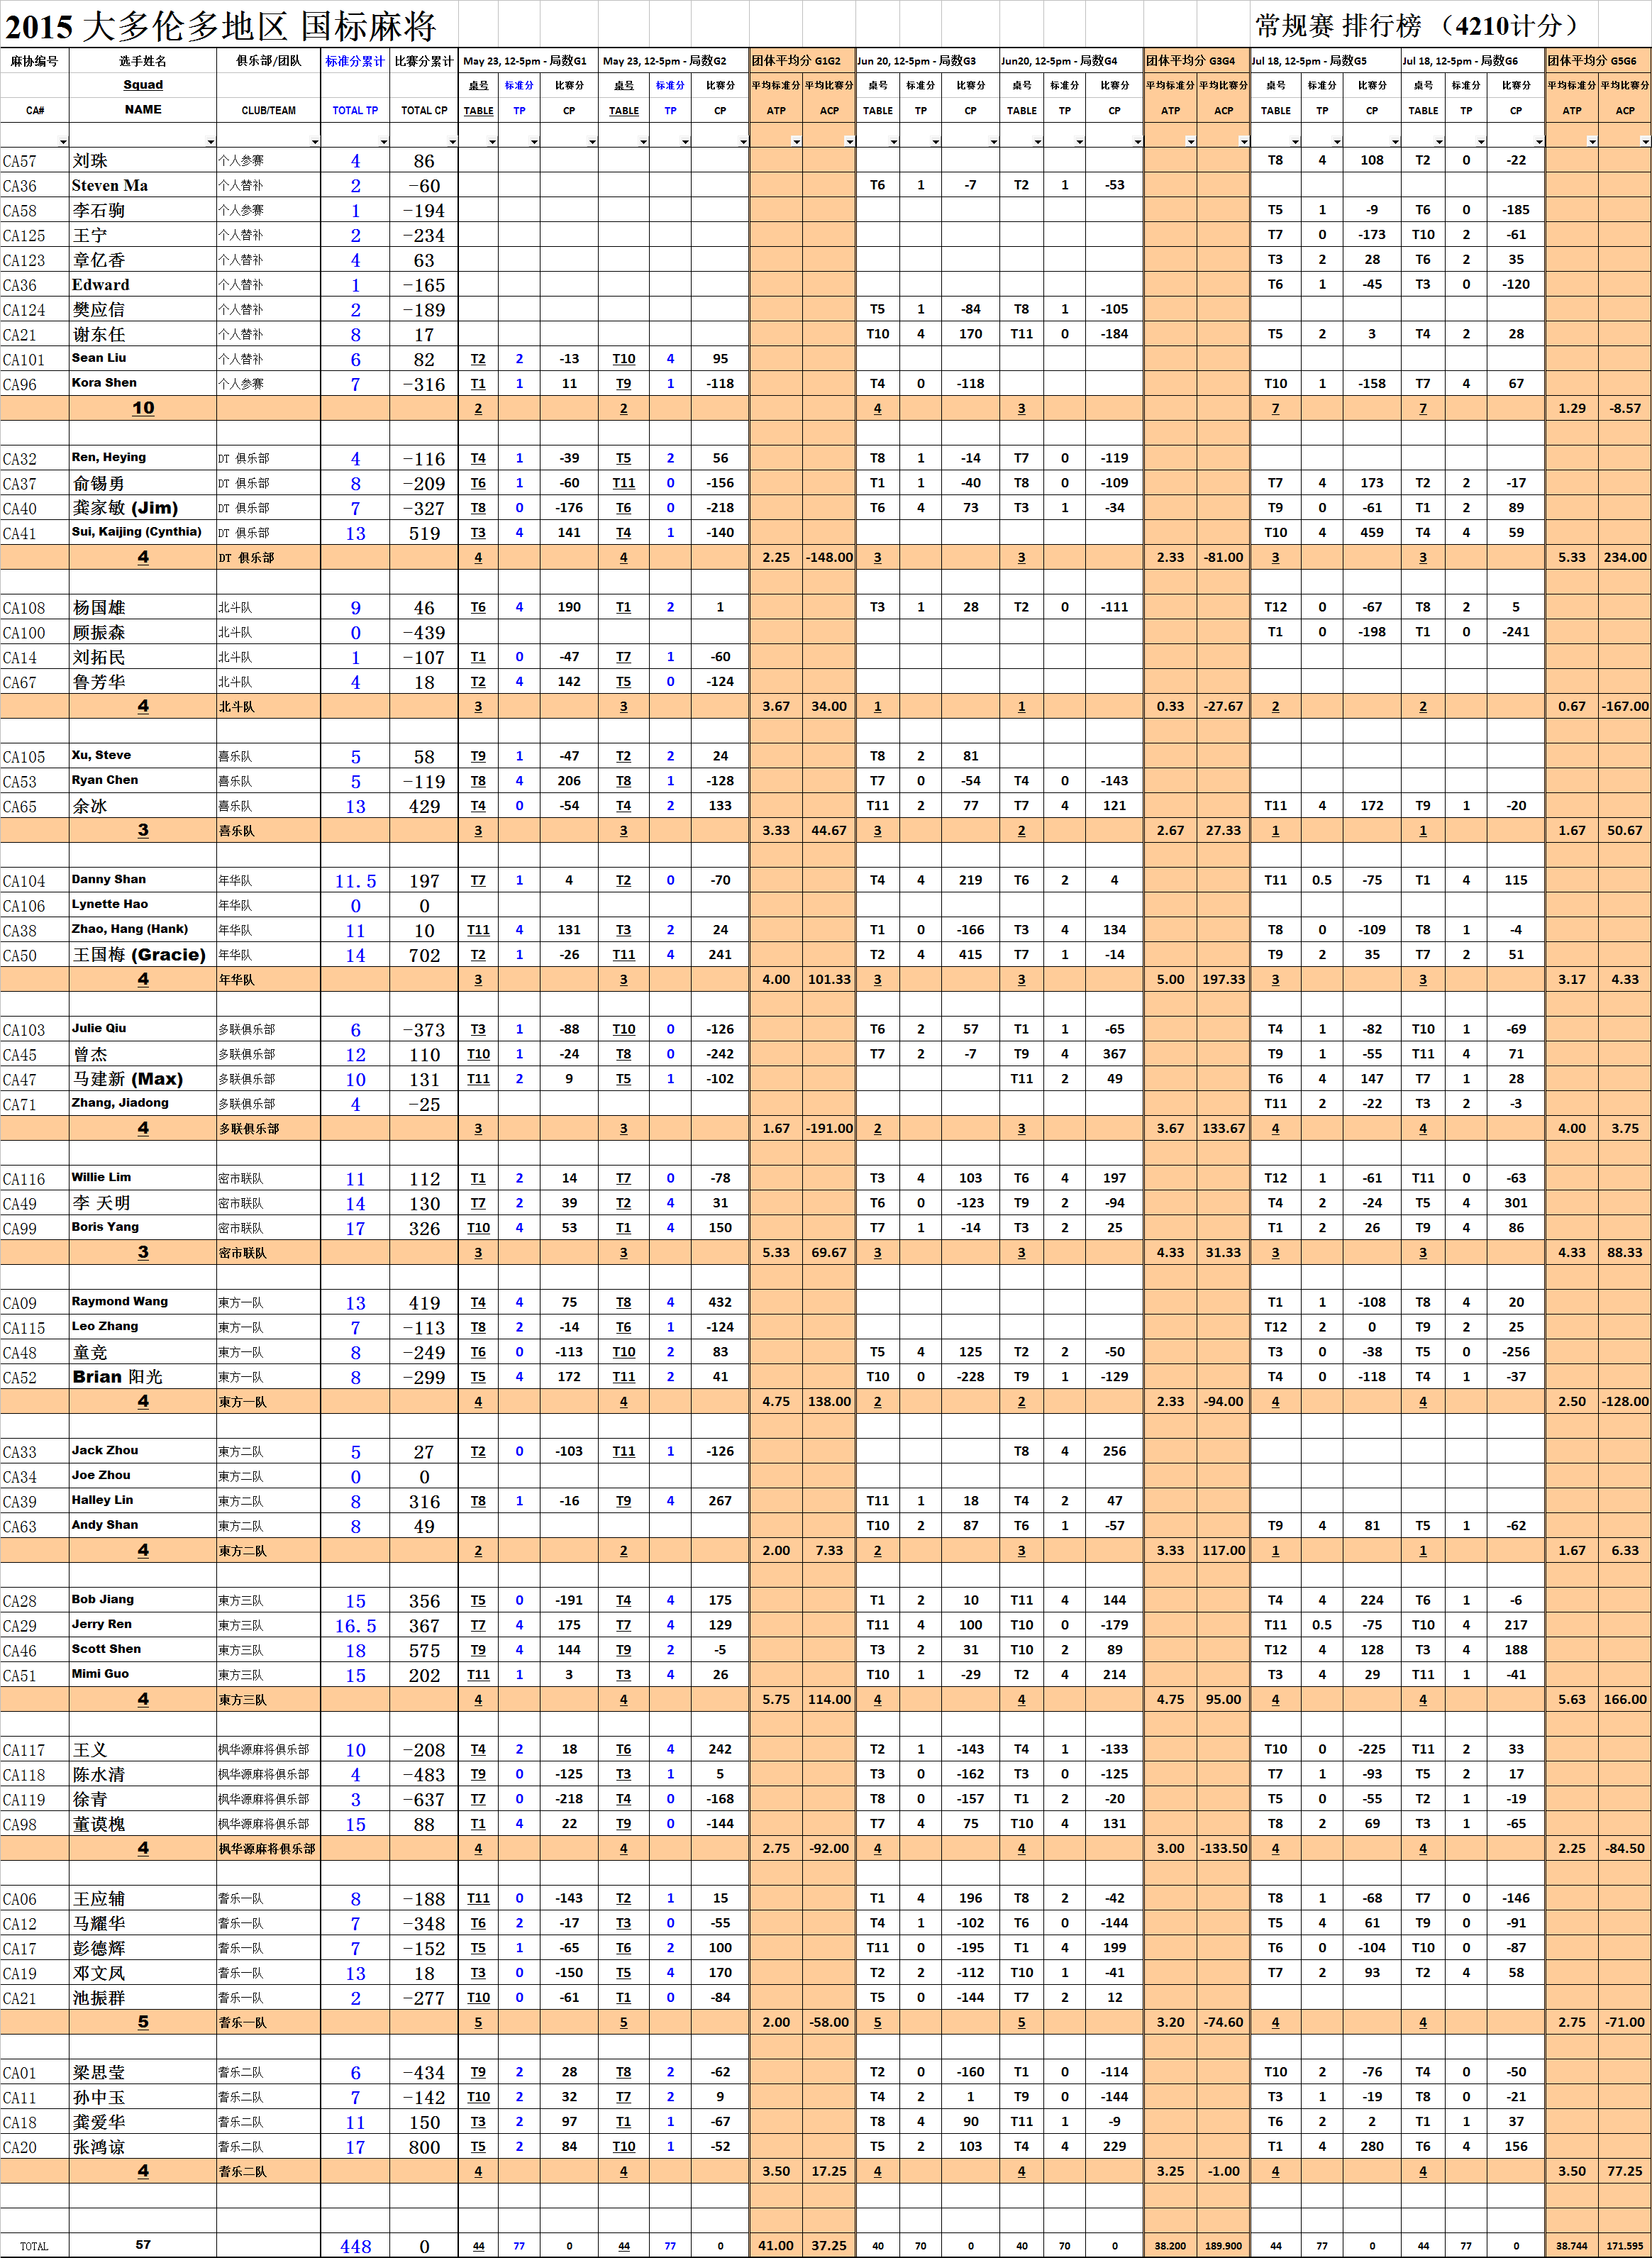 2015 大多伦多地区 国标麻将 常规赛 排行榜 （4210计分）
麻协编号 选手姓名 俱乐部/团队 标准分累计 比赛分累计 May 23, 12-5pm - 局数G1 May 23, 12-5pm - 局数G2 团体平均分 G1G2 Jun 20, 12-5pm - 局数G3 Jun20, 12-5pm - 局数G4 团体平均分 G3G4 Jul 18, 12-5pm - 局数G5 Jul 18, 12-5pm - 局数G6 团体平均分 G5G6
Squad 桌号 标准分 比赛分 桌号 标准分 比赛分 平均标准分 平均比赛分 桌号 标准分 比赛分 桌号 标准分 比赛分 平均标准分 平均比赛分 桌号 标准分 比赛分 桌号 标准分 比赛分 平均标准分 平均比赛分
CA# NAME CLUB/TEAM TOTAL TP TOTAL CP TABLE TP CP TABLE TP CP ATP ACP TABLE TP CP TABLE TP CP ATP ACP TABLE TP CP TABLE TP CP ATP ACP
CA57 刘珠 个人参赛 4 86 T8 4 108 T2 0 -22
CA36 Steven Ma 个人替补 2 -60 T6 1 -7 T2 1 -53
CA58 李石驹 个人参赛 1 -194 T5 1 -9 T6 0 -185
CA125 王宁 个人替补 2 -234 T7 0 -173 T10 2 -61
CA123 章亿香 个人替补 4 63 T3 2 28 T6 2 35
CA36 Edward 个人替补 1 -165 T6 1 -45 T3 0 -120
CA124 樊应信 个人替补 2 -189 T5 1 -84 T8 1 -105
CA21 谢东任 个人替补 8 17 T10 4 170 T11 0 -184 T5 2 3 T4 2 28
CA101 Sean Liu 个人替补 6 82 T2 2 -13 T10 4 95
CA96 Kora Shen 个人参赛 7 -316 T1 1 11 T9 1 -118 T4 0 -118 T10 1 -158 T7 4 67
10 2 2 4 3 7 7 1.29 -8.57
CA32 Ren, Heying DT 俱乐部 4 -116 T4 1 -39 T5 2 56 T8 1 -14 T7 0 -119
CA37 俞锡勇 DT 俱乐部 8 -209 T6 1 -60 T11 0 -156 T1 1 -40 T8 0 -109 T7 4 173 T2 2 -17
CA40 龚家敏 (Jim) DT 俱乐部 7 -327 T8 0 -176 T6 0 -218 T6 4 73 T3 1 -34 T9 0 -61 T1 2 89
CA41 Sui, Kaijing (Cynthia) DT 俱乐部 13 519 T3 4 141 T4 1 -140 T10 4 459 T4 4 59
4 DT 俱乐部 4 4 2.25 -148.00 3 3 2.33 -81.00 3 3 5.33 234.00
CA108 杨国雄 北斗队 9 46 T6 4 190 T1 2 1 T3 1 28 T2 0 -111 T12 0 -67 T8 2 5
CA100 顾振森 北斗队 0 -439 T1 0 -198 T1 0 -241
CA14 刘拓民 北斗队 1 -107 T1 0 -47 T7 1 -60
CA67 鲁芳华 北斗队 4 18 T2 4 142 T5 0 -124
4 北斗队 3 3 3.67 34.00 1 1 0.33 -27.67 2 2 0.67 -167.00
CA105 Xu, Steve 喜乐队 5 58 T9 1 -47 T2 2 24 T8 2 81
CA53 Ryan Chen 喜乐队 5 -119 T8 4 206 T8 1 -128 T7 0 -54 T4 0 -143
CA65 余冰 喜乐队 13 429 T4 0 -54 T4 2 133 T11 2 77 T7 4 121 T11 4 172 T9 1 -20
3 喜乐队 3 3 3.33 44.67 3 2 2.67 27.33 1 1 1.67 50.67
CA104 Danny Shan 年华队 11.5 197 T7 1 4 T2 0 -70 T4 4 219 T6 2 4 T11 0.5 -75 T1 4 115
CA106 Lynette Hao 年华队 0 0
CA38 Zhao, Hang (Hank) 年华队 11 10 T11 4 131 T3 2 24 T1 0 -166 T3 4 134 T8 0 -109 T8 1 -4
CA50 王国梅 (Gracie) 年华队 14 702 T2 1 -26 T11 4 241 T2 4 415 T7 1 -14 T9 2 35 T7 2 51
4 年华队 3 3 4.00 101.33 3 3 5.00 197.33 3 3 3.17 4.33
CA103 Julie Qiu 多联俱乐部 6 -373 T3 1 -88 T10 0 -126 T6 2 57 T1 1 -65 T4 1 -82 T10 1 -69
CA45 曾杰 多联俱乐部 12 110 T10 1 -24 T8 0 -242 T7 2 -7 T9 4 367 T9 1 -55 T11 4 71
CA47 马建新 (Max) 多联俱乐部 10 131 T11 2 9 T5 1 -102 T11 2 49 T6 4 147 T7 1 28
CA71 Zhang, Jiadong 多联俱乐部 4 -25 T11 2 -22 T3 2 -3
4 多联俱乐部 3 3 1.67 -191.00 2 3 3.67 133.67 4 4 4.00 3.75
CA116 Willie Lim 密市联队 11 112 T1 2 14 T7 0 -78 T3 4 103 T6 4 197 T12 1 -61 T11 0 -63
CA49 李 天明 密市联队 14 130 T7 2 39 T2 4 31 T6 0 -123 T9 2 -94 T4 2 -24 T5 4 301
CA99 Boris Yang 密市联队 17 326 T10 4 53 T1 4 150 T7 1 -14 T3 2 25 T1 2 26 T9 4 86
3 密市联队 3 3 5.33 69.67 3 3 4.33 31.33 3 3 4.33 88.33
CA09 Raymond Wang 東方一队 13 419 T4 4 75 T8 4 432 T1 1 -108 T8 4 20
CA115 Leo Zhang 東方一队 7 -113 T8 2 -14 T6 1 -124 T12 2 0 T9 2 25
CA48 童竞 東方一队 8 -249 T6 0 -113 T10 2 83 T5 4 125 T2 2 -50 T3 0 -38 T5 0 -256
CA52 Brian 阳光 東方一队 8 -299 T5 4 172 T11 2 41 T10 0 -228 T9 1 -129 T4 0 -118 T4 1 -37
4 東方一队 4 4 4.75 138.00 2 2 2.33 -94.00 4 4 2.50 -128.00
CA33 Jack Zhou 東方二队 5 27 T2 0 -103 T11 1 -126 T8 4 256
CA34 Joe Zhou 東方二队 0 0
CA39 Halley Lin 東方二队 8 316 T8 1 -16 T9 4 267 T11 1 18 T4 2 47
CA63 Andy Shan 東方二队 8 49 T10 2 87 T6 1 -57 T9 4 81 T5 1 -62
4 東方二队 2 2 2.00 7.33 2 3 3.33 117.00 1 1 1.67 6.33
CA28 Bob Jiang 東方三队 15 356 T5 0 -191 T4 4 175 T1 2 10 T11 4 144 T4 4 224 T6 1 -6
CA29 Jerry Ren 東方三队 16.5 367 T7 4 175 T4 4 129 T11 4 100 T10 0 -179 T11 0.5 -75 T10 4 217
CA46 Scott Shen 東方三队 18 575 T9 4 144 T9 2 -5 T3 2 31 T10 2 89 T12 4 128 T3 4 188
CA51 Mimi Guo 東方三队 15 202 T11 1 3 T3 4 26 T10 1 -29 T2 4 214 T3 4 29 T11 1 -41
4 東方三队 4 4 5.75 114.00 4 4 4.75 95.00 4 4 5.63 166.00
CA117 王义 枫华源麻将俱乐部 10 -208 T4 2 18 T6 4 242 T2 1 -143 T4 1 -133 T10 0 -225 T11 2 33
CA118 陈水清 枫华源麻将俱乐部 4 -483 T9 0 -125 T3 1 5 T3 0 -162 T3 0 -125 T7 1 -93 T5 2 17
CA119 徐青 枫华源麻将俱乐部 3 -637 T7 0 -218 T4 0 -168 T8 0 -157 T1 2 -20 T5 0 -55 T2 1 -19
CA98 董谟槐 枫华源麻将俱乐部 15 88 T1 4 22 T9 0 -144 T7 4 75 T10 4 131 T8 2 69 T3 1 -65
4 枫华源麻将俱乐部 4 4 2.75 -92.00 4 4 3.00 -133.50 4 4 2.25 -84.50
CA06 王应辅 耆乐一队 8 -188 T11 0 -143 T2 1 15 T1 4 196 T8 2 -42 T8 1 -68 T7 0 -146
CA12 马耀华 耆乐一队 7 -348 T6 2 -17 T3 0 -55 T4 1 -102 T6 0 -144 T5 4 61 T9 0 -91
CA17 彭德辉 耆乐一队 7 -152 T5 1 -65 T6 2 100 T11 0 -195 T1 4 199 T6 0 -104 T10 0 -87
CA19 邓文凤 耆乐一队 13 18 T3 0 -150 T5 4 170 T2 2 -112 T10 1 -41 T7 2 93 T2 4 58
CA21 池振群 耆乐一队 2 -277 T10 0 -61 T1 0 -84 T5 0 -144 T7 2 12
5 耆乐一队 5 5 2.00 -58.00 5 5 3.20 -74.60 4 4 2.75 -71.00
CA01 梁思莹 耆乐二队 6 -434 T9 2 28 T8 2 -62 T2 0 -160 T1 0 -114 T10 2 -76 T4 0 -50
CA11 孙中玉 耆乐二队 7 -142 T10 2 32 T7 2 9 T4 2 1 T9 0 -144 T3 1 -19 T8 0 -21
CA18 龚爱华 耆乐二队 11 150 T3 2 97 T1 1 -67 T8 4 90 T11 1 -9 T6 2 2 T1 1 37
CA20 张鸿谅 耆乐二队 17 800 T5 2 84 T10 1 -52 T5 2 103 T4 4 229 T1 4 280 T6 4 156
4 耆乐二队 4 4 3.50 17.25 4 4 3.25 -1.00 4 4 3.50 77.25
TOTAL 57 448 0 44 77 0 44 77 0 41.00 37.25 40 70 0 40 70 0 38.200 189.900 44 77 0 44 77 0 38.744 171.595